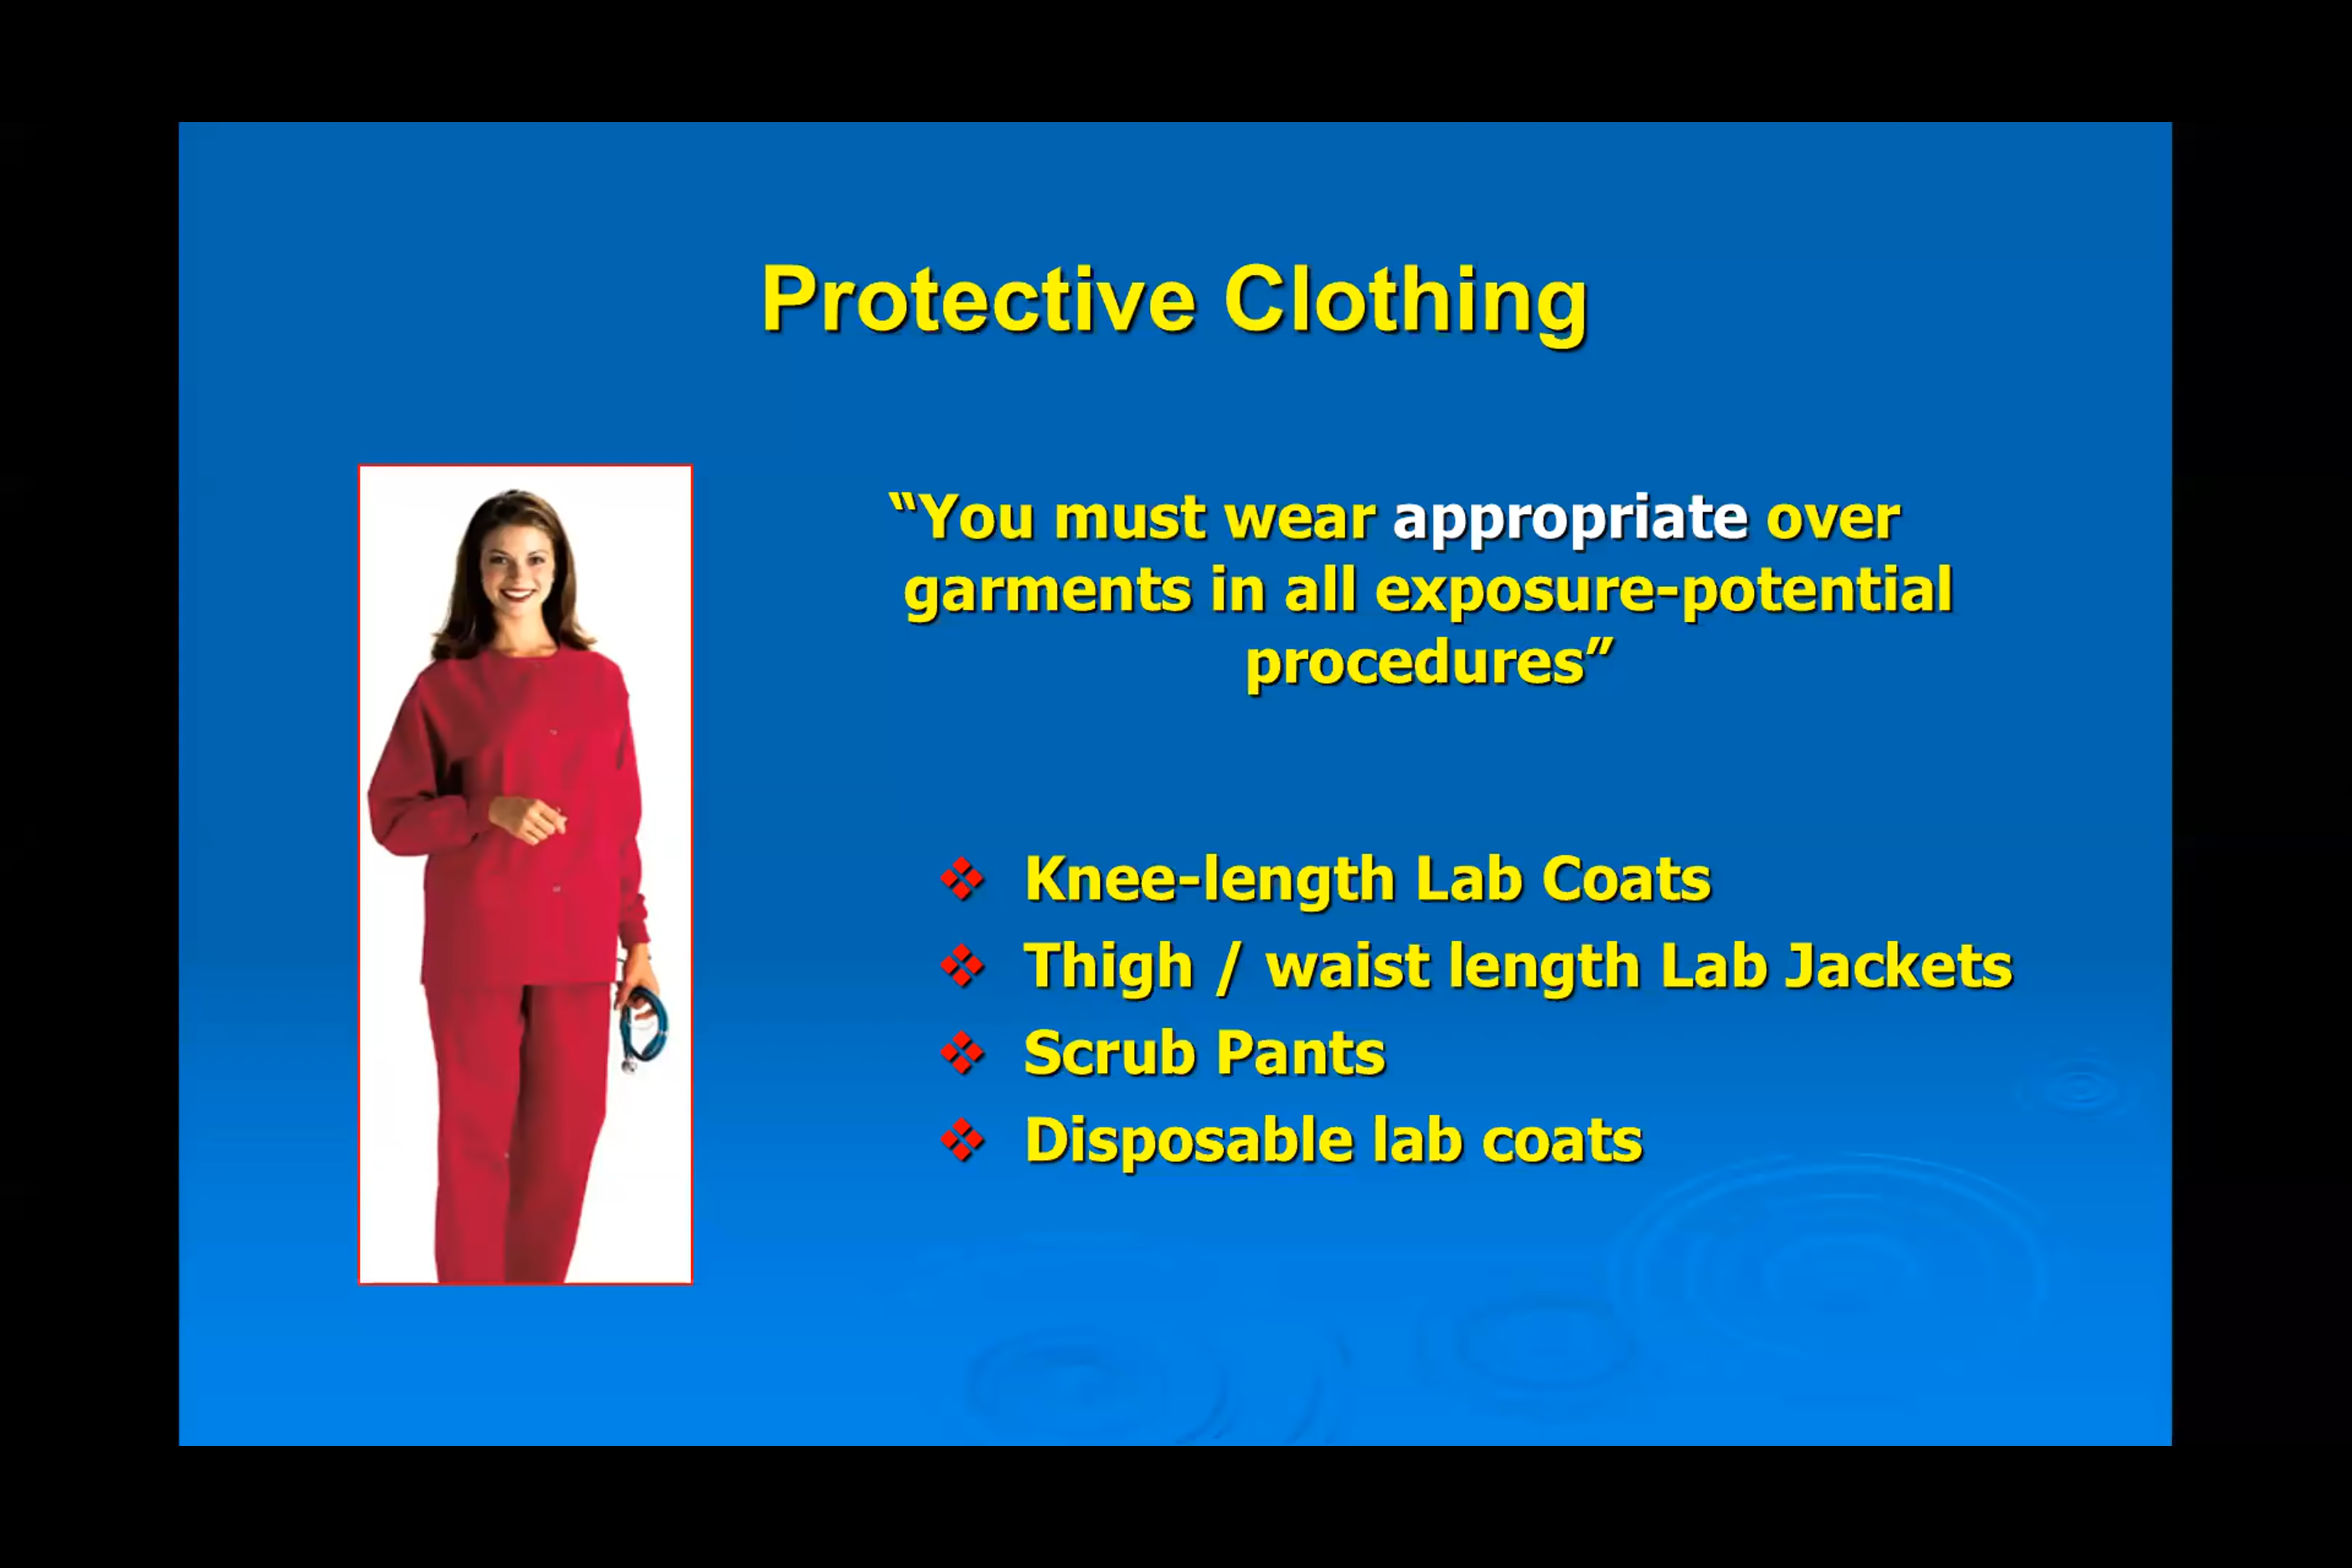 Protective Clothing
“You must wear appropriate over
garments in all exposure-potential
procedures”
Knee-length Lab Coats
Thigh / waist length Lab Jackets
Scrub Pants
Disposable lab coats